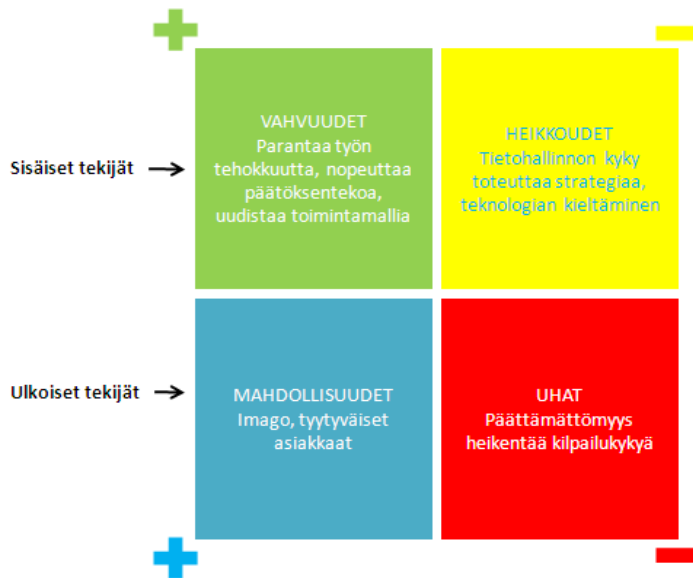 VAHVUUDET
Parantaa työn
tehokkuutta, nopeuttaa
päätöksentekoa,
uudistaa toimintamallia
HEIKKOUDET
Tietohallinnon kyky
toteuttaa strategiaa,
teknologian kieltäminen
Sisäiset tekijät
MAHDOLLISUUDET
Imago, tyytyväiset
asiakkaat
UHAT
Päättämättömyys
heikentää kilpailukykyä
Ulkoiset tekijät